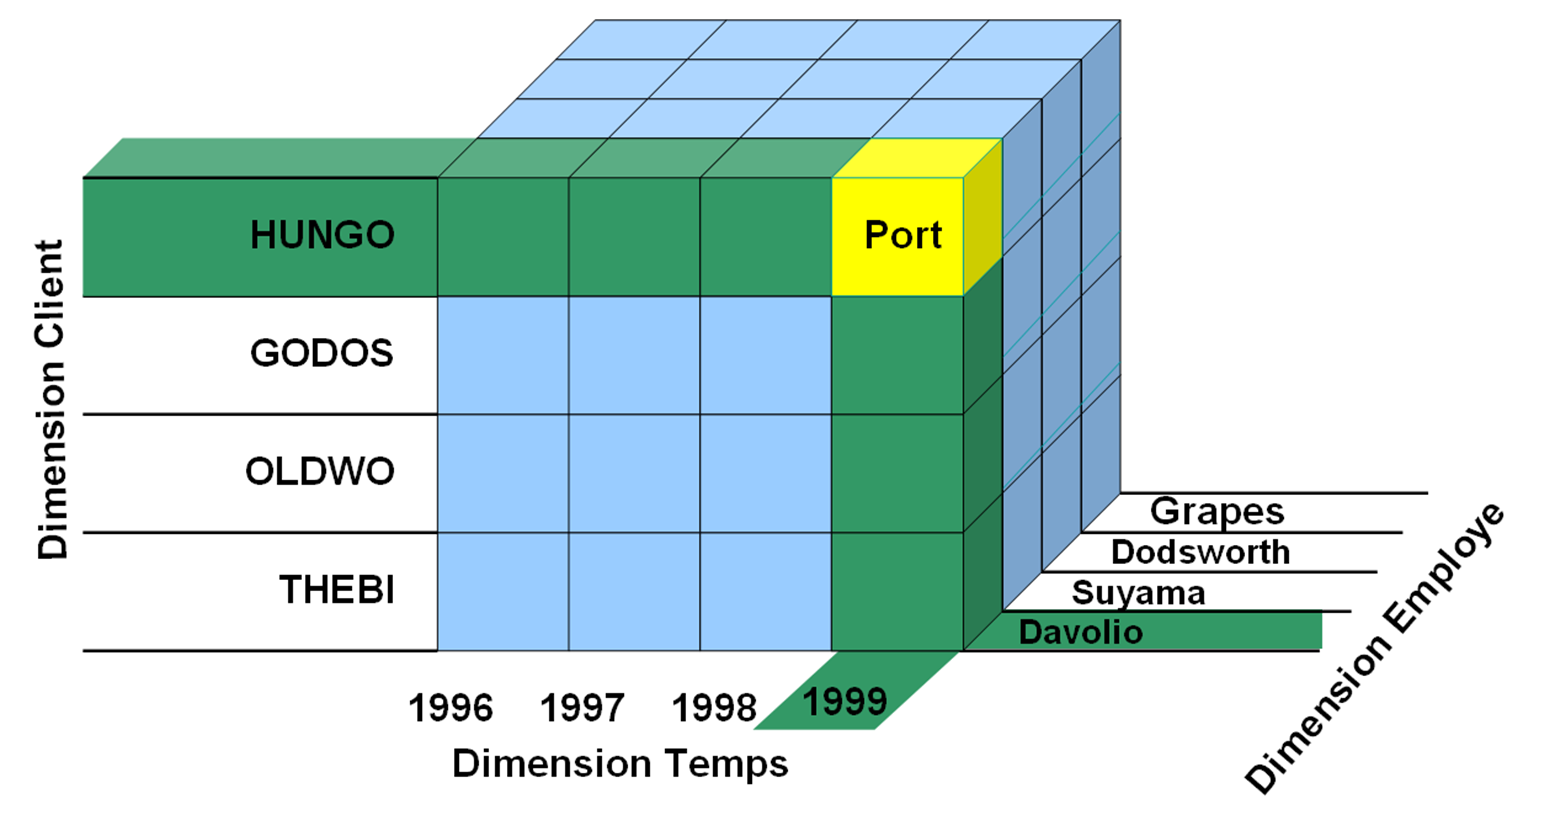 Dimension Client
HUNGO
Port
GODOS
OLDWO
THEBI
Grapes
Dodsworth
Suyama
Davolio
Dimension Employe
1996 1997 1998 1999
Dimension Temps